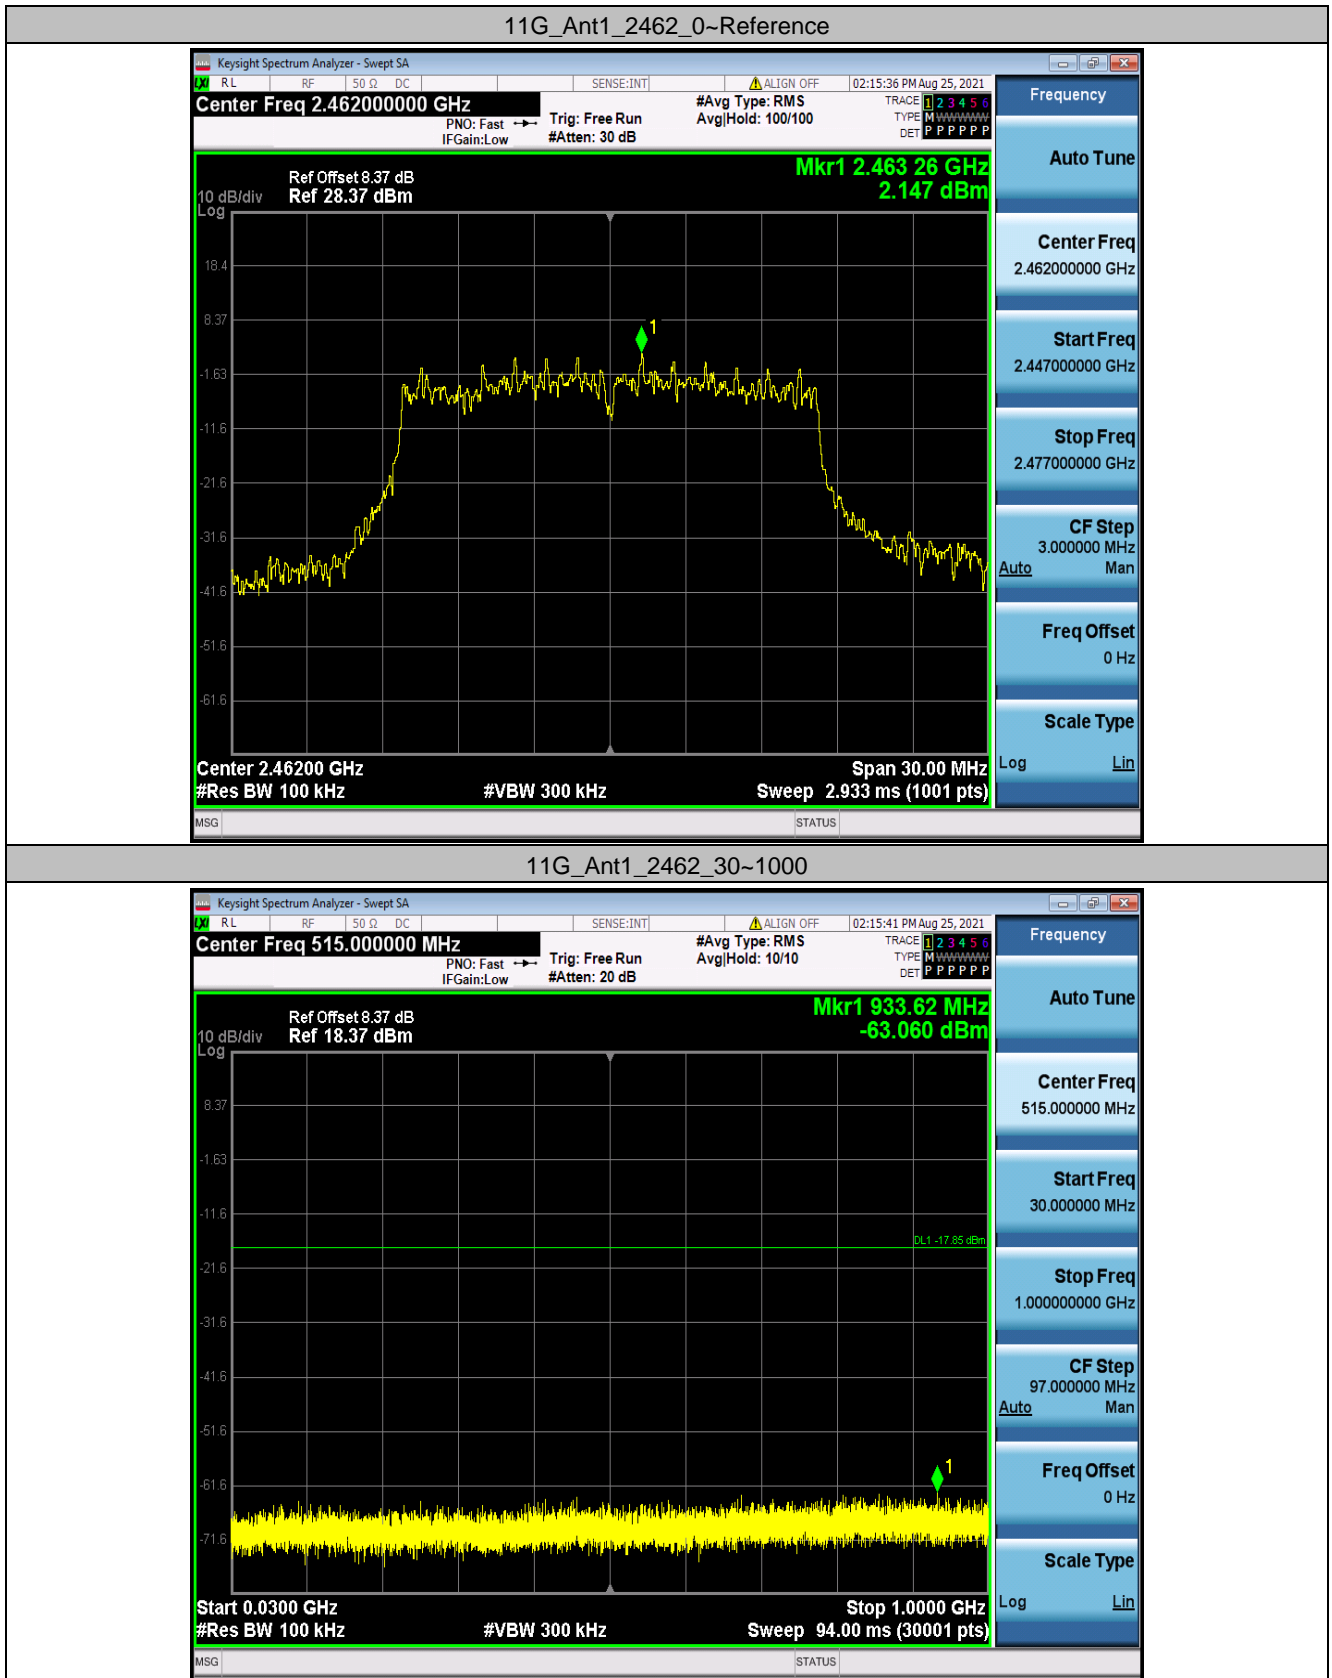 11G_Ant1_2462_0~Reference
Keysight Spectrum Analyzer - Swept SA
LXI RL RF 50 Ω DC SENSE:INT ALIGN OFF 02:15:36 PM Aug 25, 2021
Center Freq 2.462000000 GHz
PNO: Fast
IFGain:Low
Trig: Free Run
#Atten: 30 dB
#Avg Type: RMS
Avg|Hold: 100/100
TRACE 1 2 3 4 5 6
TYPE M WWWWW
DET P P P P P P
Frequency
Auto Tune
Mkr1 2.463 26 GHz
2.147 dBm
Ref Offset 8.37 dB
10 dB/div Ref 28.37 dBm
Log
18.4
8.37
-1.63
-11.6
-21.6
-31.6
-41.6
-51.6
-61.6
1
Center Freq
2.462000000 GHz
Start Freq
2.447000000 GHz
Stop Freq
2.477000000 GHz
CF Step
3.000000 MHz
Auto Man
Freq Offset
0 Hz
Scale Type
Log Lin
Center 2.46200 GHz Span 30.00 MHz
#Res BW 100 kHz #VBW 300 kHz Sweep 2.933 ms (1001 pts)
MSG STATUS
11G_Ant1_2462_30~1000
Keysight Spectrum Analyzer - Swept SA
LXI RL RF 50 Ω DC SENSE:INT ALIGN OFF 02:15:41 PM Aug 25, 2021
Center Freq 515.000000 MHz
PNO: Fast
IFGain:Low
Trig: Free Run
#Atten: 20 dB
#Avg Type: RMS
Avg|Hold: 10/10
TRACE 1 2 3 4 5 6
TYPE M WWWWW
DET P P P P P P
Frequency
Auto Tune
Mkr1 933.62 MHz
-63.060 dBm
Ref Offset 8.37 dB
10 dB/div Ref 18.37 dBm
Log
8.37
-1.63
-11.6
-21.6
-31.6
-41.6
-51.6
-61.6
-71.6
DL1 -17.85 dBm
1
Center Freq
515.000000 MHz
Start Freq
30.000000 MHz
Stop Freq
1.000000000 GHz
CF Step
97.000000 MHz
Auto Man
Freq Offset
0 Hz
Scale Type
Log Lin
Start 0.0300 GHz Stop 1.0000 GHz
#Res BW 100 kHz #VBW 300 kHz Sweep 94.00 ms (30001 pts)
MSG STATUS